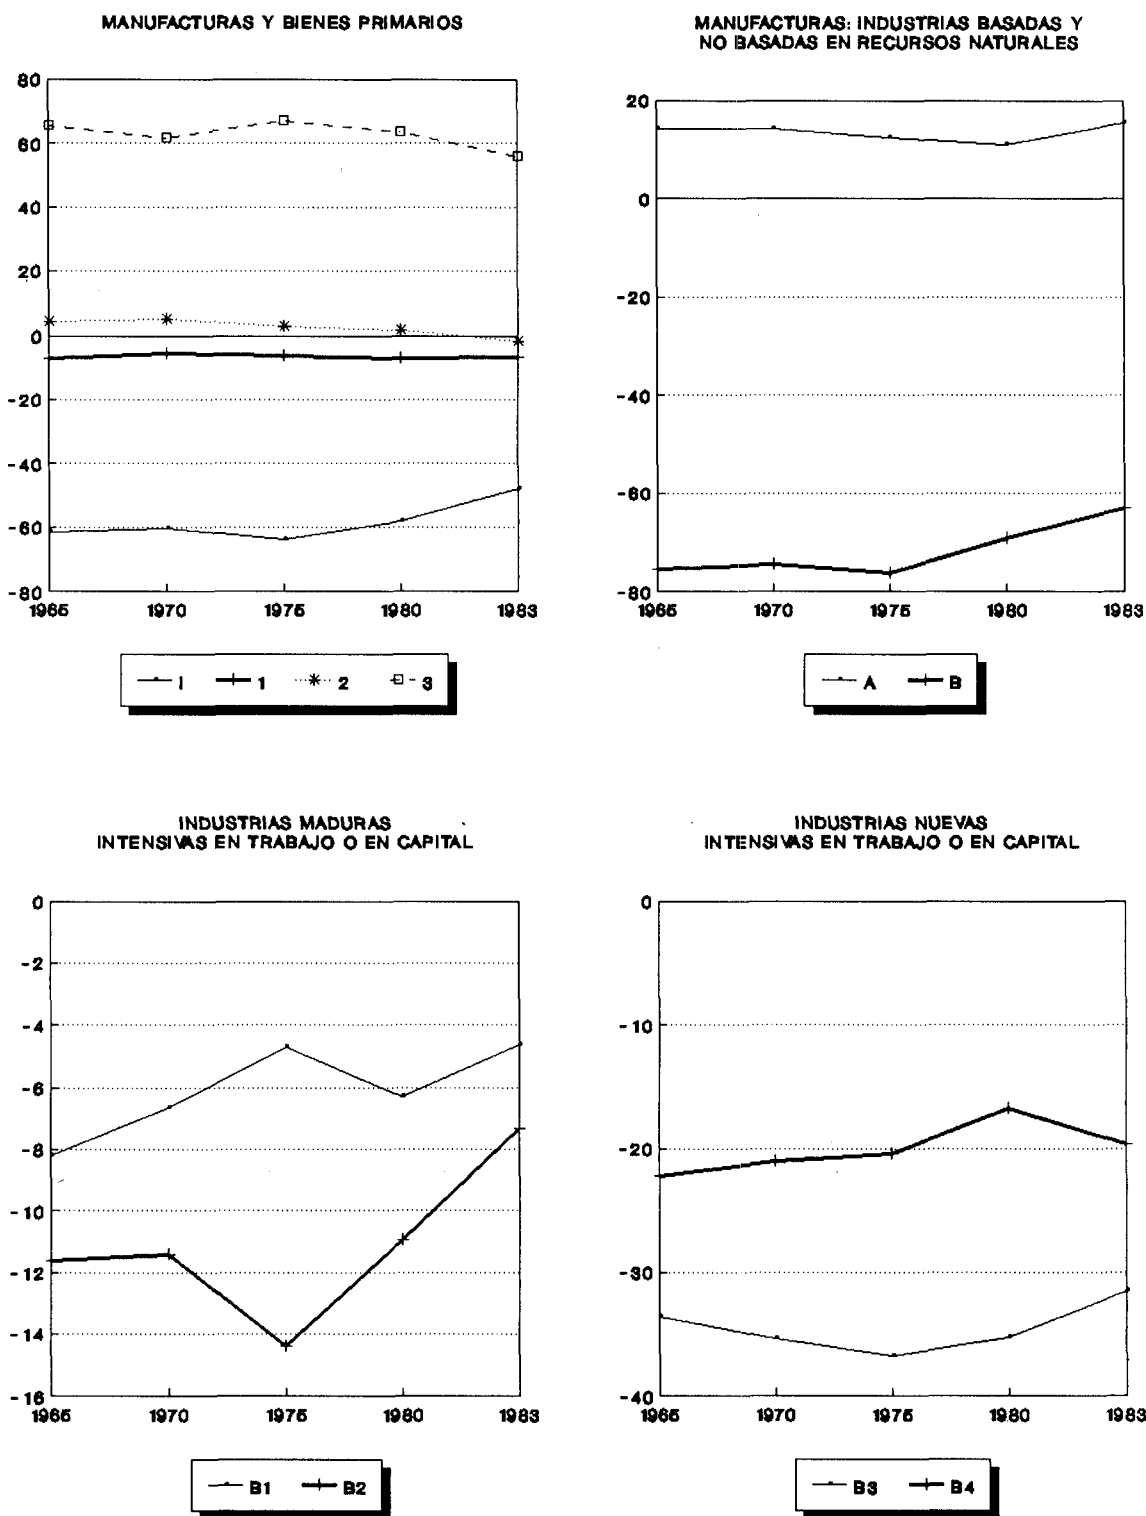 MANUFACTURAS Y BIENES PRIMARIOS
80
60
40
20
0
-20
-40
-60
-80
1965 1970 1975 1980 1983
I 1 2 3
MANUFACTURAS: INDUSTRIAS BASADAS Y
NO BASADAS EN RECURSOS NATURALES
20
0
-20
-40
-60
-80
1965 1970 1975 1980 1983
A B
INDUSTRIAS MADURAS
INTENSIVAS EN TRABAJO O EN CAPITAL
0
-2
-4
-6
-8
-10
-12
-14
-16
1965 1970 1975 1980 1983
B1 B2
INDUSTRIAS NUEVAS
INTENSIVAS EN TRABAJO O EN CAPITAL
0
-10
-20
-30
-40
1965 1970 1975 1980 1983
B3 B4